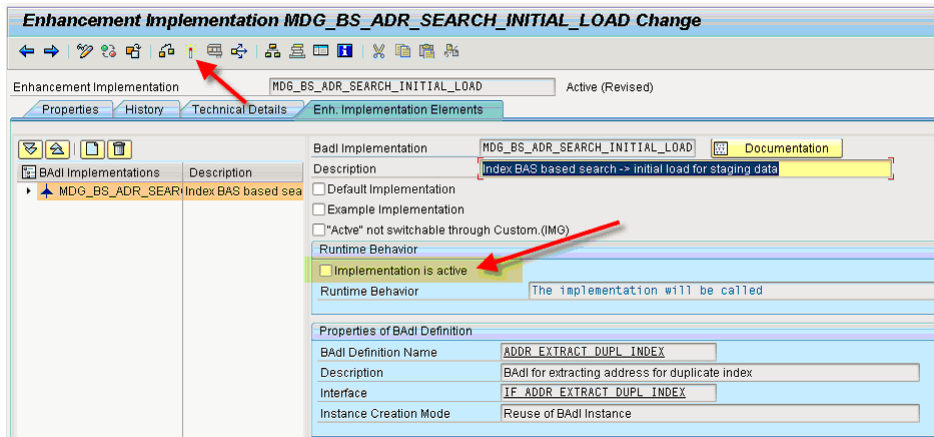 Enhancement Implementation MDG_BS_ADR_SEARCH_INITIAL_LOAD Change
Enhancement Implementation MDG_BS_ADR_SEARCH_INITIAL_LOAD Active (Revised)
Properties History Technical Details Enh. Implementation Elements
BAdI Implementations Description
MDG_BS_ADR_SEAR Index BAS based sea
BadI Implementation MDG_BS_ADR_SEARCH_INITIAL_LOAD Documentation
Description Index BAS based search -> initial load for staging data
Default Implementation
Example Implementation
"Actve" not switchable through Custom.(IMG)
Runtime Behavior
Implementation is active
Runtime Behavior The implementation will be called
Properties of BAdI Definition
BAdI Definition Name ADDR_EXTRACT_DUPL_INDEX
Description BAdI for extracting address for duplicate index
Interface IF_ADDR_EXTRACT_DUPL_INDEX
Instance Creation Mode Reuse of BAdI Instance